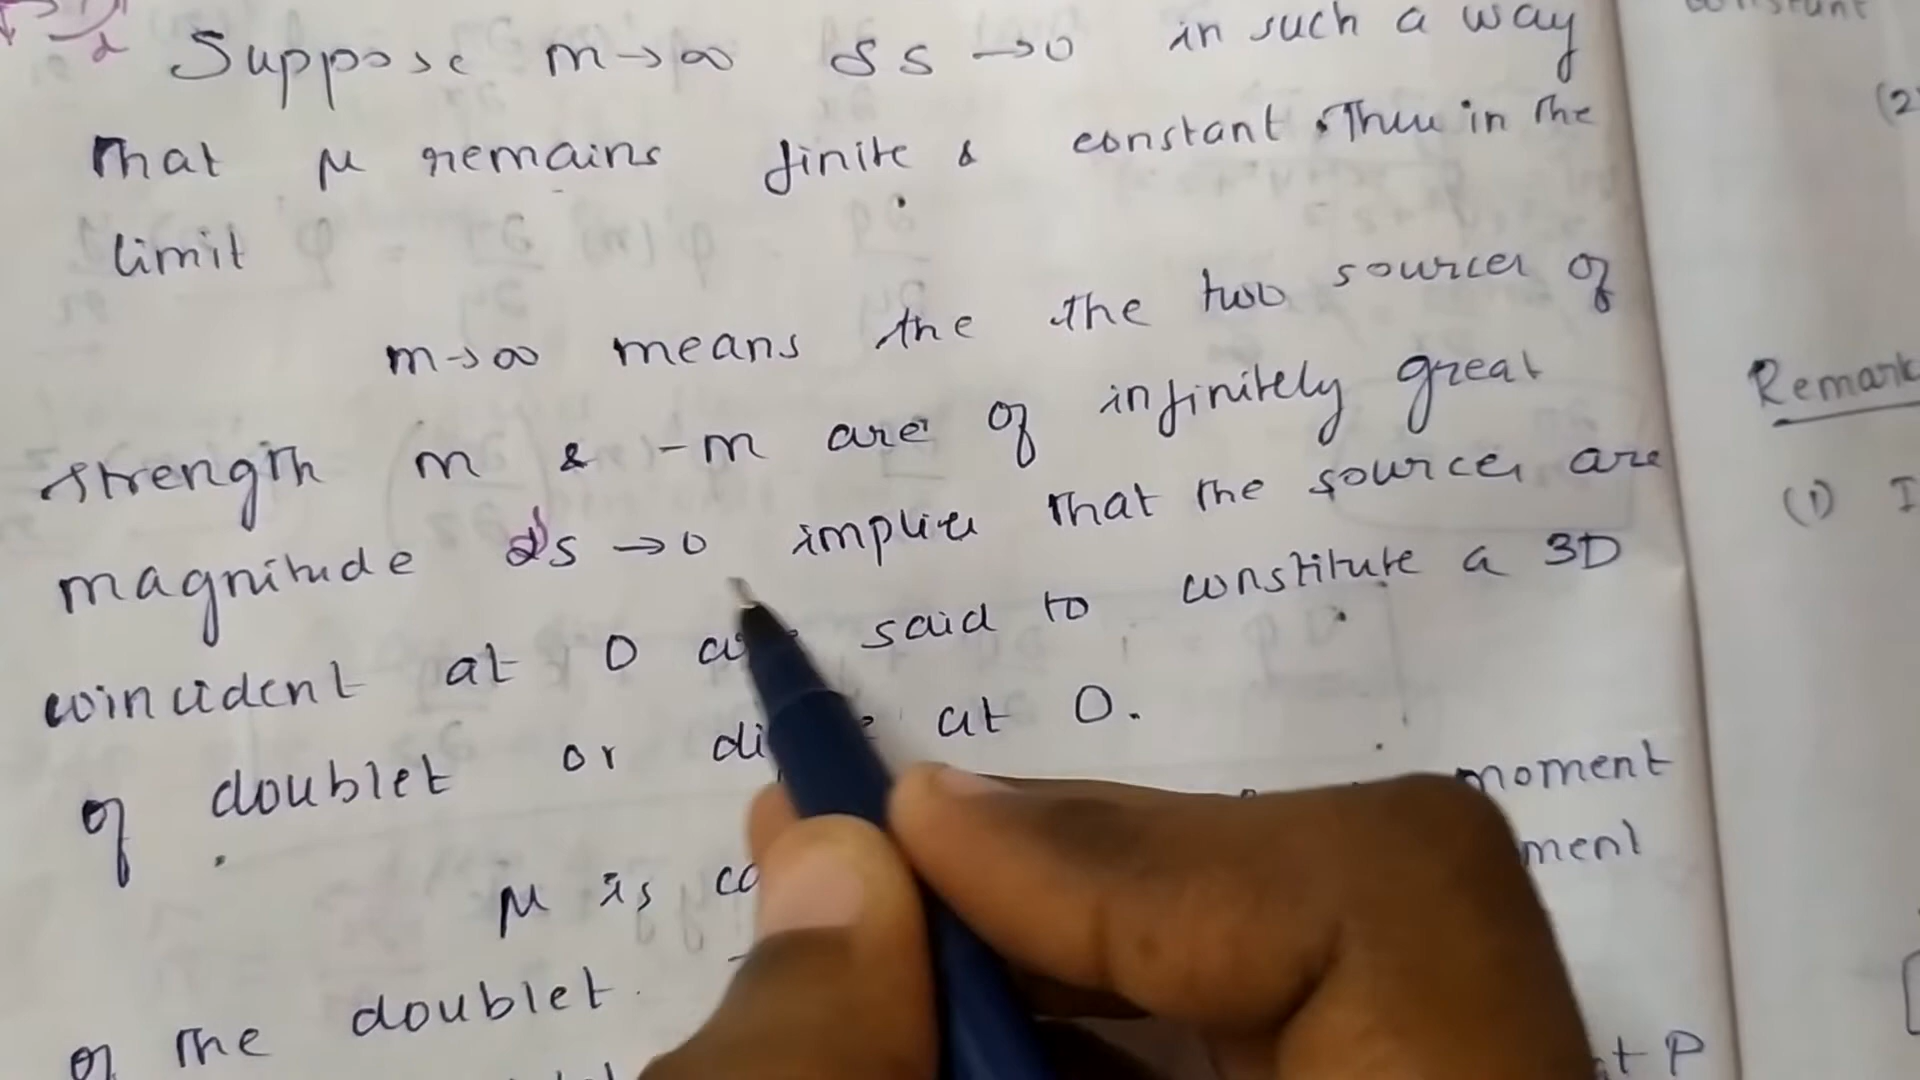 Suppose m→∞ δs →0 in such a way
that μ remains finite & constant. Then in the
limit
m→∞ means the the two sources of
strength m & -m are of infinitely great
magnitude δs →0 implies that the sources are
coincident at O said to constitute a 3D
of doublet or at O.
moment
μ is
of the doublet.
at P
constant
(2)
Remark
(1) I